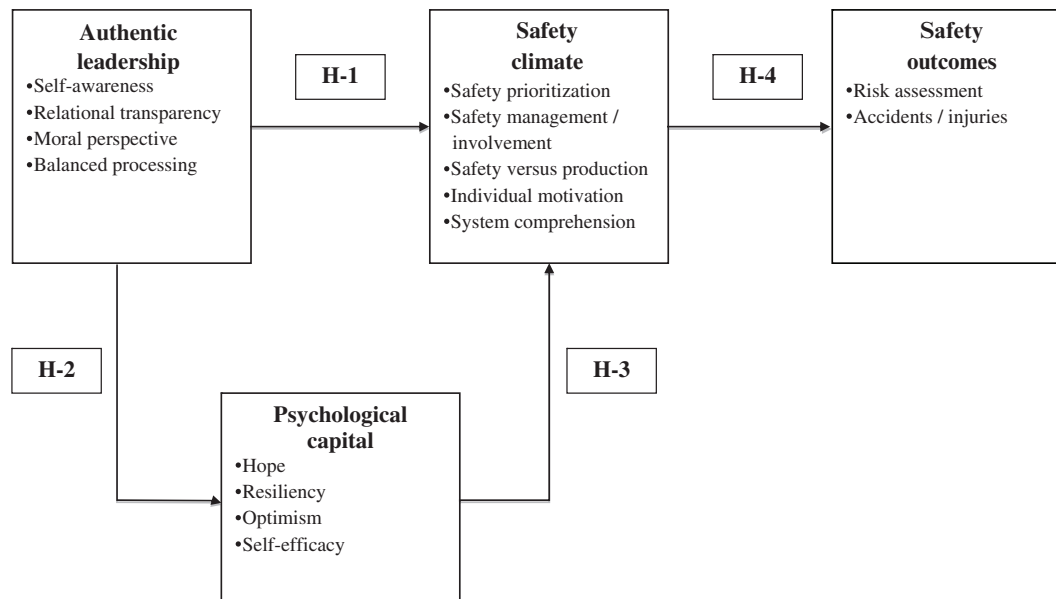 Authentic
leadership
•Self-awareness
•Relational transparency
•Moral perspective
•Balanced processing
H-1
Safety
climate
•Safety prioritization
•Safety management /
involvement
•Safety versus production
•Individual motivation
•System comprehension
H-4
Safety
outcomes
•Risk assessment
•Accidents / injuries
H-2
H-3
Psychological
capital
•Hope
•Resiliency
•Optimism
•Self-efficacy